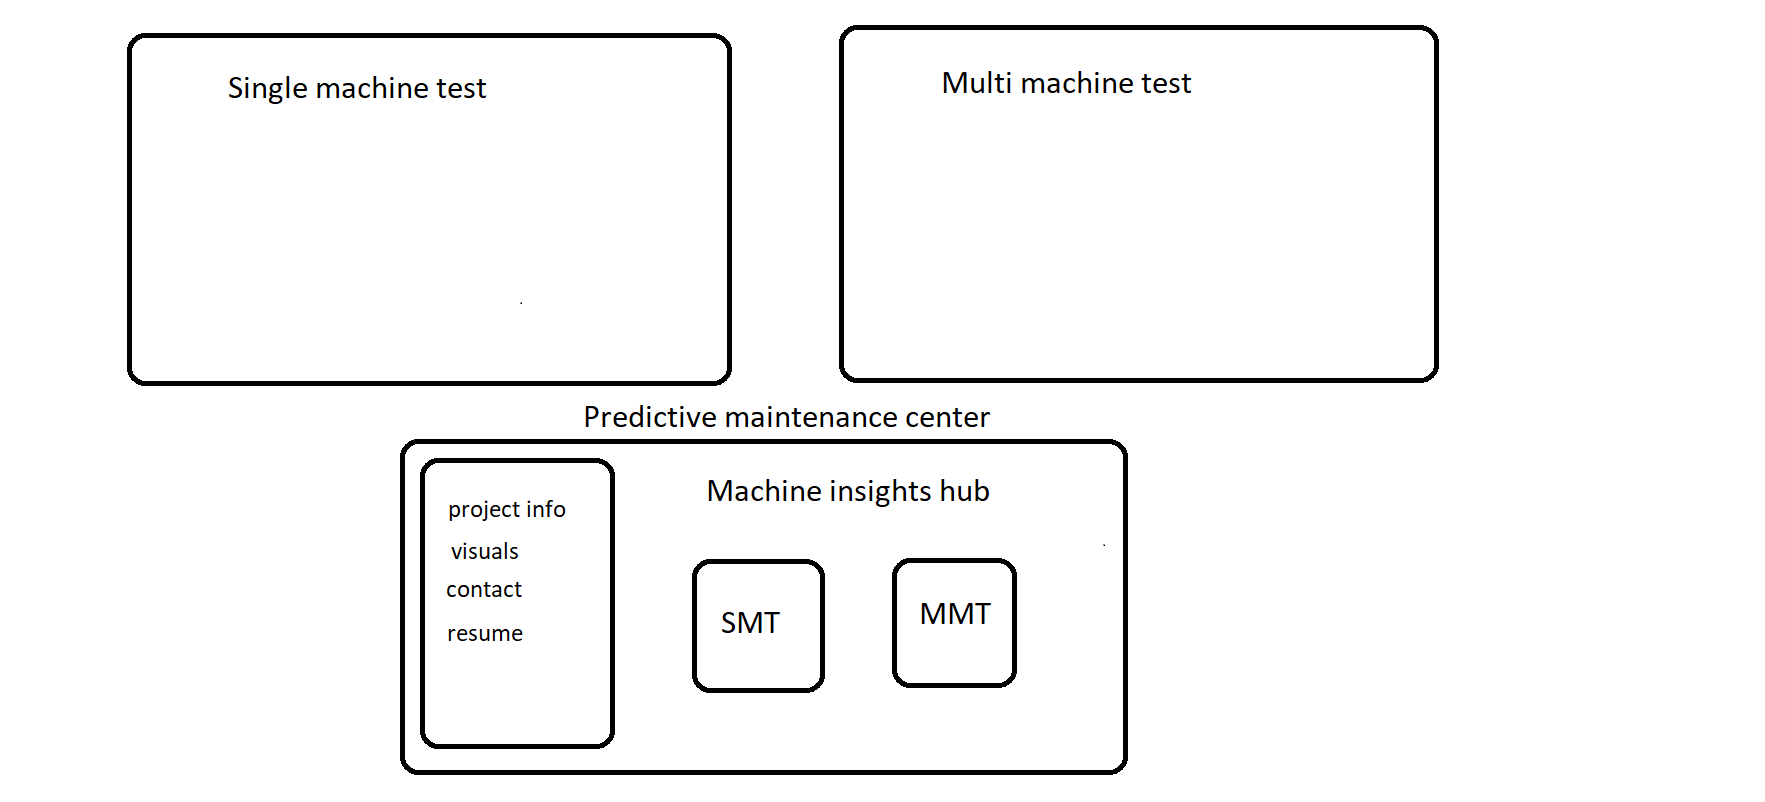 Single machine test
Multi machine test
Predictive maintenance center
Machine insights hub
project info
visuals
contact
resume
SMT
MMT